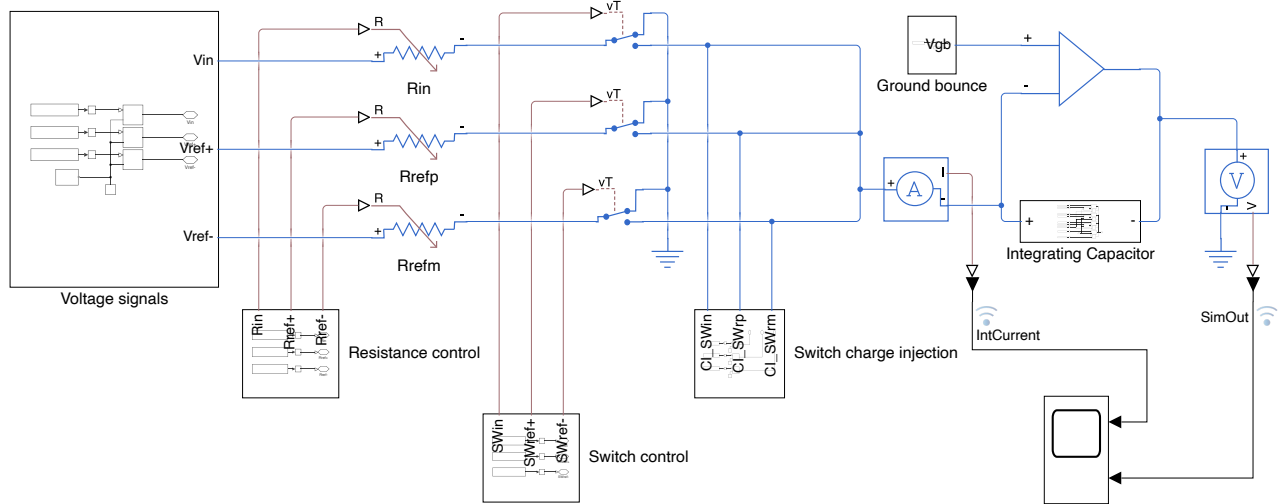 vT
R
Vin
+
-
Rin
Vgb
Ground bounce
+
-
vT
R
Vref+
+
-
Rrefp
vT
R
Vref-
+
-
Rrefm
+
A
I
-
+
V
-
V
+
-
Integrating Capacitor
Voltage signals
Rin
Rref+
Rref-
Resistance control
CI_SWin
CI_SWrp
CI_SWrm
Switch charge injection
IntCurrent
SimOut
SWin
SWref+
SWref-
Switch control